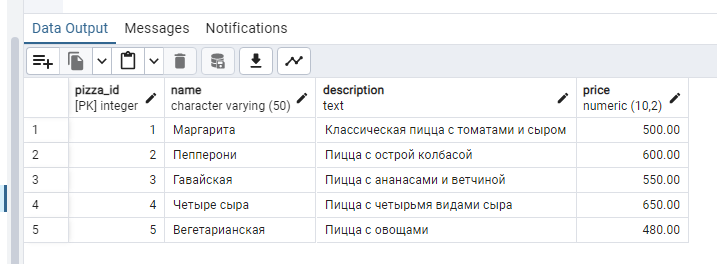 Data Output Messages Notifications
pizza_id name description price
[PK] integer character varying (50) text numeric (10,2)
1 1 Маргарита Классическая пицца с томатами и сыром 500.00
2 2 Пепперони Пицца с острой колбасой 600.00
3 3 Гавайская Пицца с ананасами и ветчиной 550.00
4 4 Четыре сыра Пицца с четырьмя видами сыра 650.00
5 5 Вегетарианская Пицца с овощами 480.00